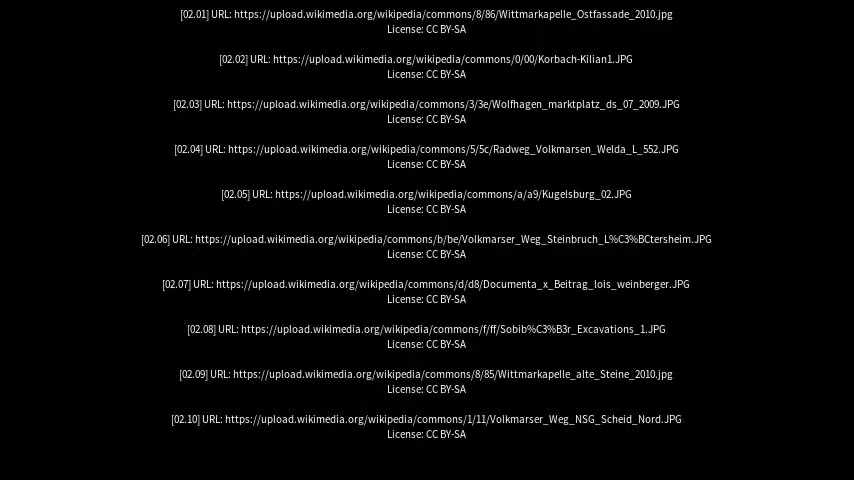 [02.01] URL: https://upload.wikimedia.org/wikipedia/commons/8/86/Wittmarkapelle_Ostfassade_2010.jpg
License: CC BY-SA
[02.02] URL: https://upload.wikimedia.org/wikipedia/commons/0/00/Korbach-Kilian1.JPG
License: CC BY-SA
[02.03] URL: https://upload.wikimedia.org/wikipedia/commons/3/3e/Wolfhagen_marktplatz_ds_07_2009.JPG
License: CC BY-SA
[02.04] URL: https://upload.wikimedia.org/wikipedia/commons/5/5c/Radweg_Volkmarsen_Welda_L_552.JPG
License: CC BY-SA
[02.05] URL: https://upload.wikimedia.org/wikipedia/commons/a/a9/Kugelsburg_02.JPG
License: CC BY-SA
[02.06] URL: https://upload.wikimedia.org/wikipedia/commons/b/be/Volkmarser_Weg_Steinbruch_L%C3%BCtersheim.JPG
License: CC BY-SA
[02.07] URL: https://upload.wikimedia.org/wikipedia/commons/d/d8/Documenta_x_Beitrag_lois_weinberger.JPG
License: CC BY-SA
[02.08] URL: https://upload.wikimedia.org/wikipedia/commons/f/ff/Sobib%C3%B3r_Excavations_1.JPG
License: CC BY-SA
[02.09] URL: https://upload.wikimedia.org/wikipedia/commons/8/85/Wittmarkapelle_alte_Steine_2010.jpg
License: CC BY-SA
[02.10] URL: https://upload.wikimedia.org/wikipedia/commons/1/11/Volkmarser_Weg_NSG_Scheid_Nord.JPG
License: CC BY-SA